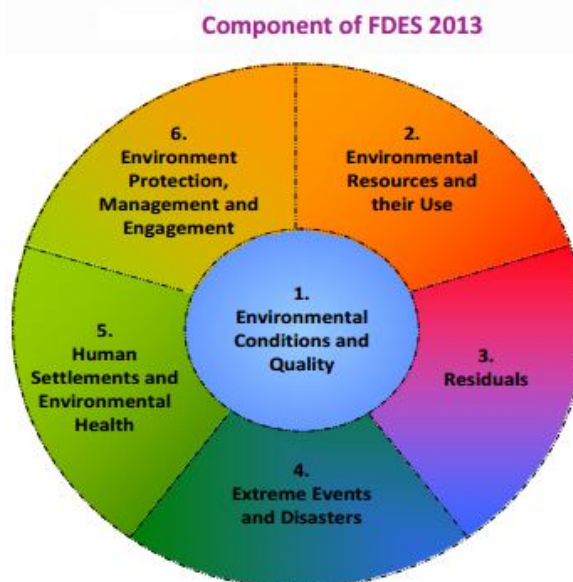 Component of FDES 2013
1.
Environmental
Conditions and
Quality
2.
Environmental
Resources and
their Use
3.
Residuals
4.
Extreme Events
and Disasters
5.
Human
Settlements and
Environmental
Health
6.
Environment
Protection,
Management and
Engagement